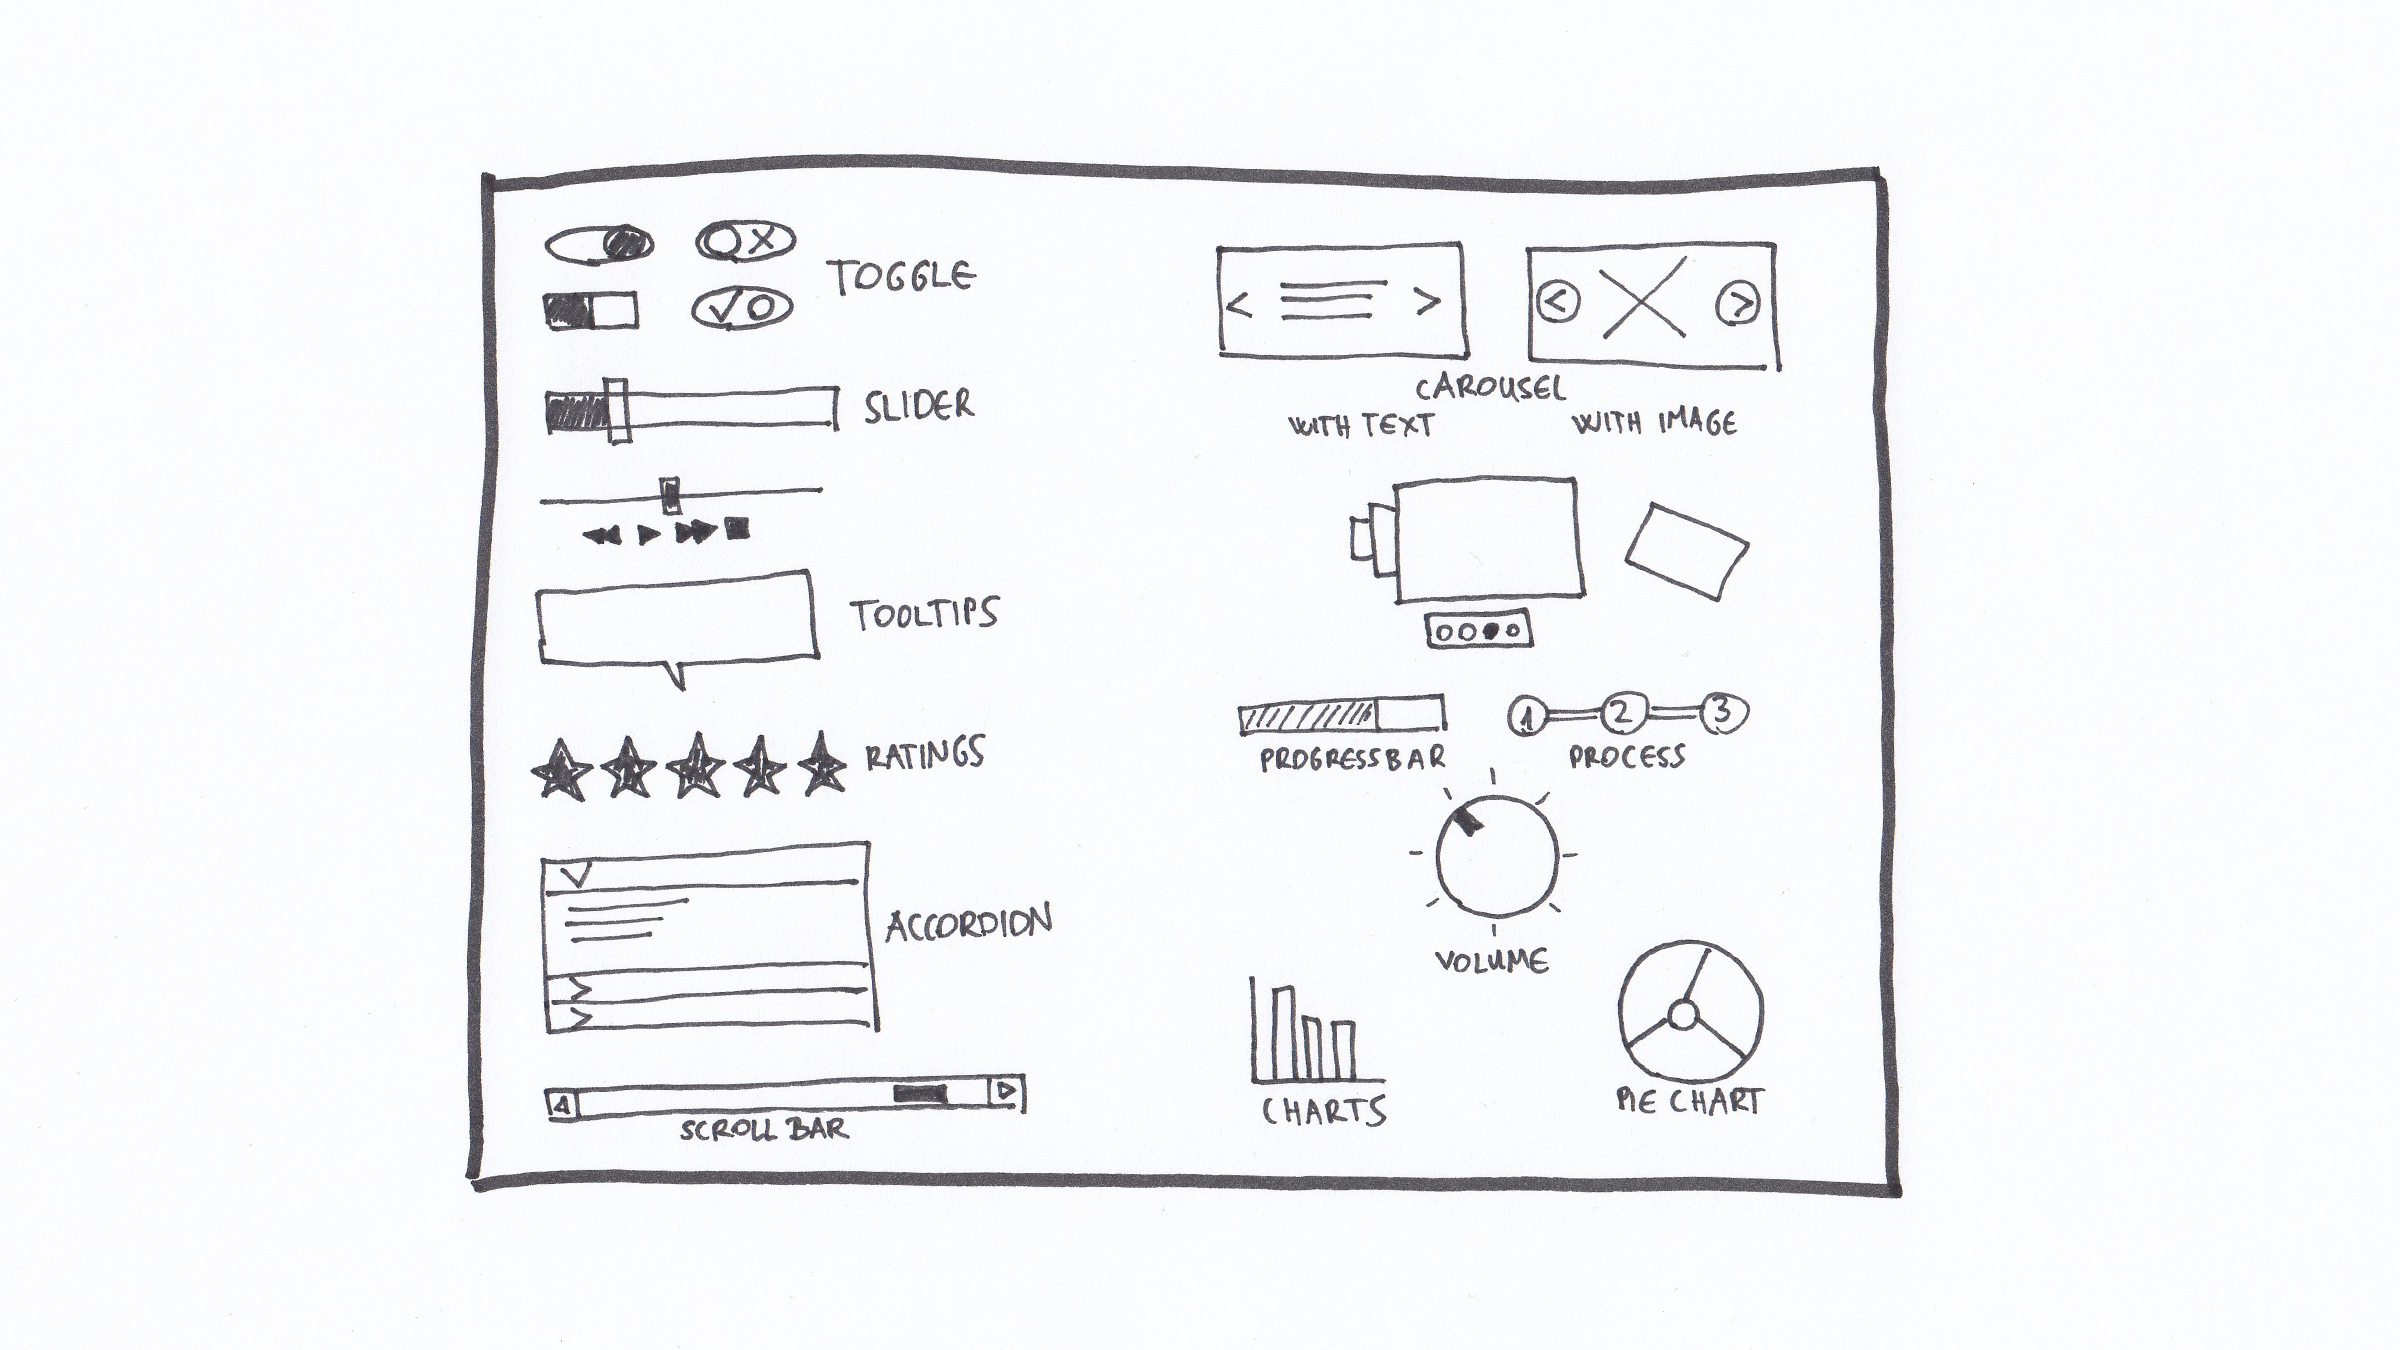 TOGGLE
SLIDER
TOOLTIPS
RATINGS
ACCORDION
SCROLL BAR
CAROUSEL
WITH TEXT
WITH IMAGE
1 2 3
PROGRESSBAR
PROCESS
VOLUME
CHARTS
PIE CHART